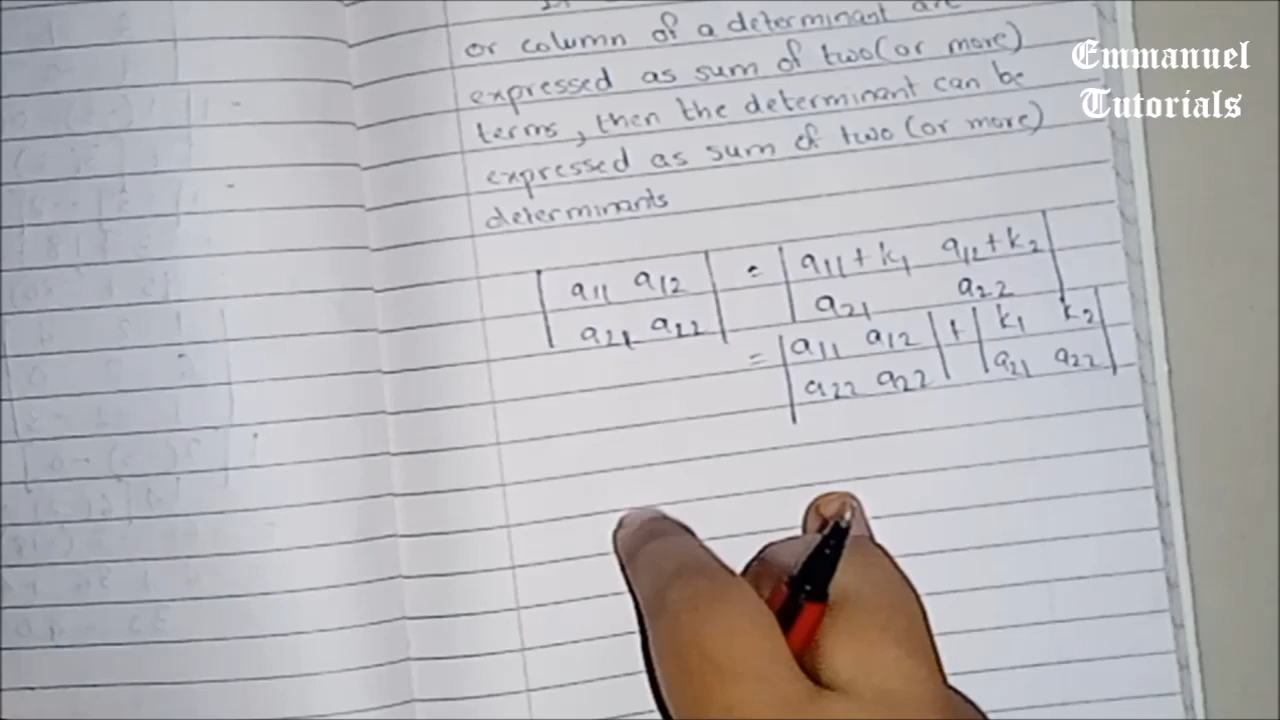 or column of a determinant are
expressed as sum of two (or more)
terms, then the determinant can be
expressed as sum of two (or more)
determinants
| a11 a12 | = | a11 + k1 a12 + k2 |
| a21 a22 | | a21 a22 |
= | a11 a12 | + | k1 k2 |
| a22 a22 | | a21 a22 |
Emmanuel
Tutorials